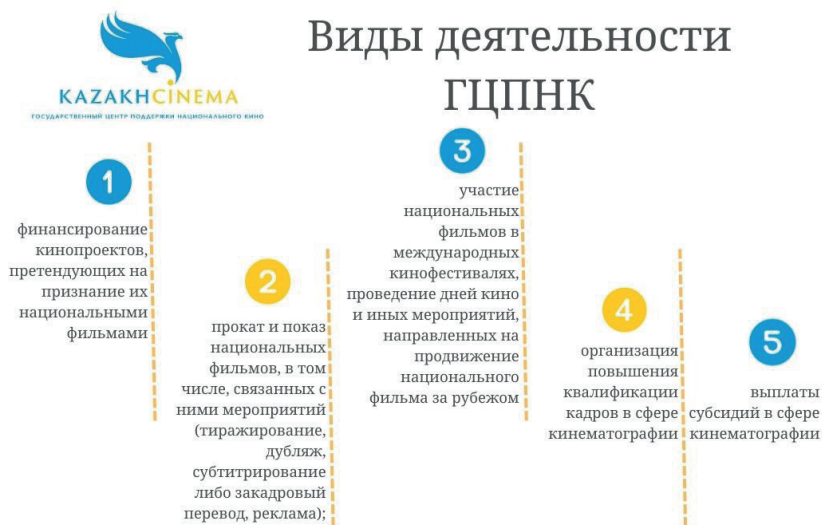 KAZAKHCINEMA
ГОСУДАРСТВЕННЫЙ ЦЕНТР ПОДДЕРЖКИ НАЦИОНАЛЬНОГО КИНО
Виды деятельности
ГЦПНК
1
финансирование
кинопроектов,
претендующих на
признание их
национальными
фильмами
2
прокат и показ
национальных
фильмов, в том
числе, связанных с
ними мероприятий
(тиражирование,
дубляж,
субтитрирование
либо закадровый
перевод, реклама);
3
участие
национальных
фильмов в
международных
кинофестивалях,
проведение дней кино
и иных мероприятий,
направленных на
продвижение
национального
фильма за рубежом
4
организация
повышения
квалификации
кадров в сфере
кинематографии
5
выплаты
субсидий в сфере
кинематографии